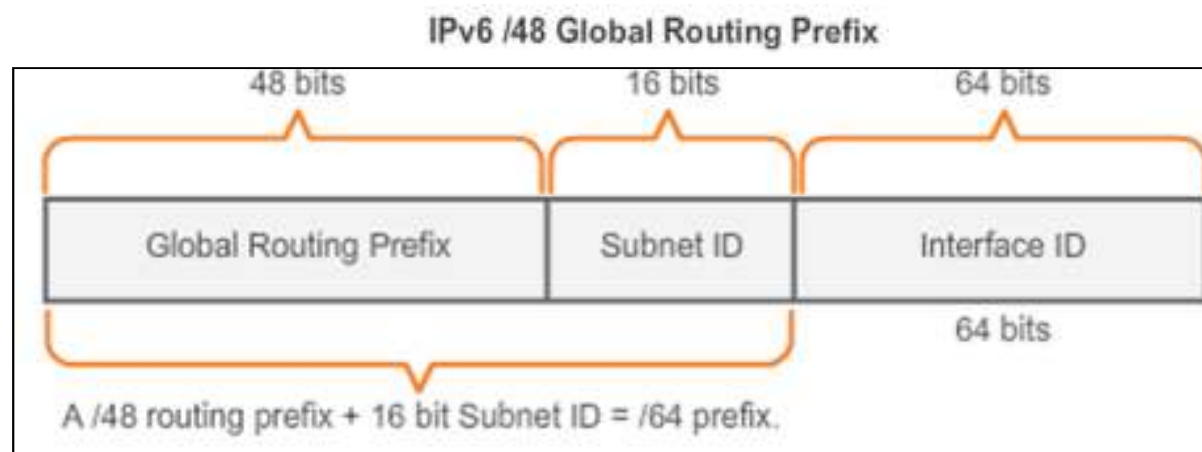 IPv6 /48 Global Routing Prefix
48 bits 16 bits 64 bits
Global Routing Prefix Subnet ID Interface ID
64 bits
A /48 routing prefix + 16 bit Subnet ID = /64 prefix.